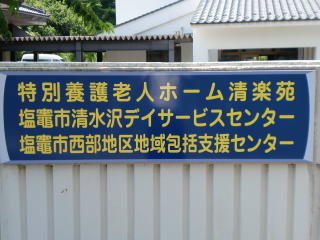 特別養護老人ホーム清楽苑
塩竈市清水沢デイサービスセンター
塩竈市西部地区地域包括支援センター